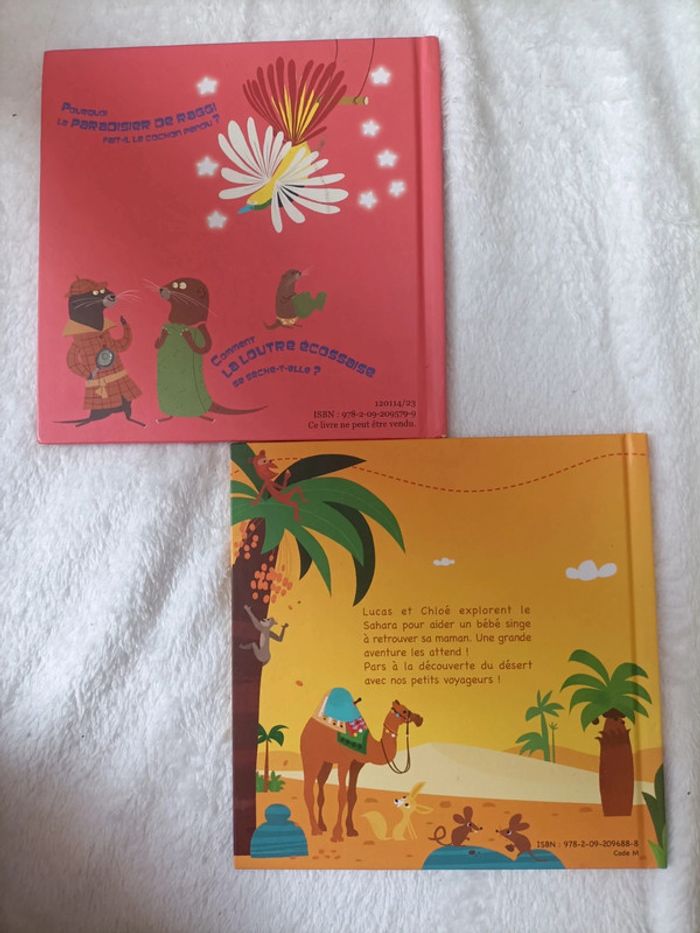 Pourquoi
le PARADISIER DE RAGGI
fait-il le cochon pendu ?
Comment
LA LOUTRE ÉCOSSAISE
se sèche-t-elle ?
120114/23
ISBN : 978-2-09-209579-9
Ce livre ne peut être vendu.
Lucas et Chloé explorent le
Sahara pour aider un bébé singe
à retrouver sa maman. Une grande
aventure les attend !
Pars à la découverte du désert
avec nos petits voyageurs !
ISBN : 978-2-09-209688-8
Code M